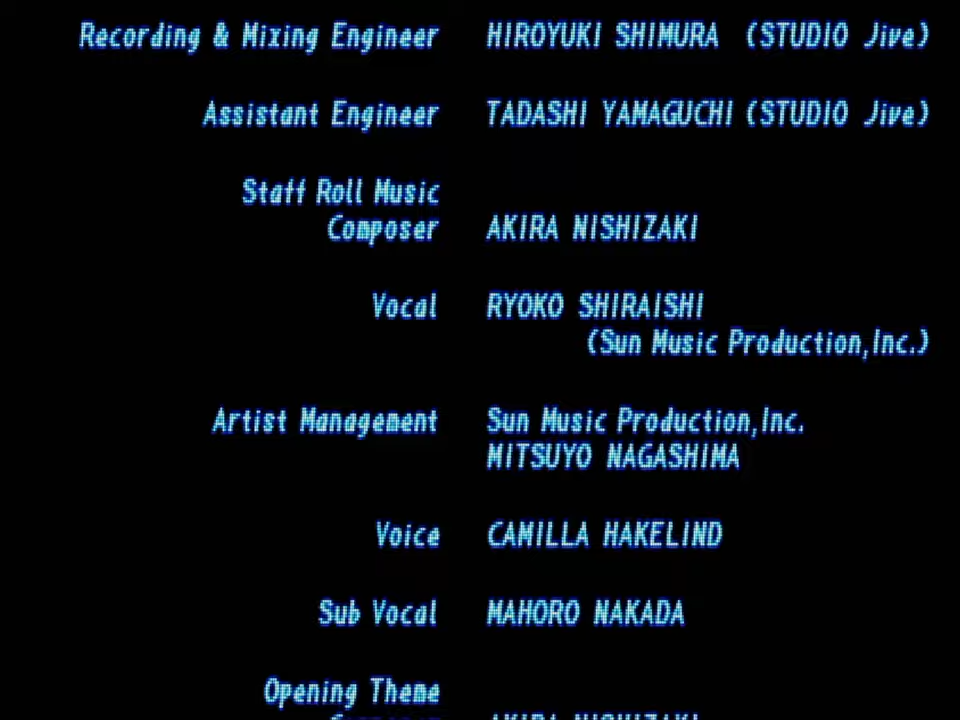 Recording & Mixing Engineer HIROYUKI SHIMURA (STUDIO Jive)
Assistant Engineer TADASHI YAMAGUCHI (STUDIO Jive)
Staff Roll Music
Composer AKIRA NISHIZAKI
Vocal RYOKO SHIRAISHI
(Sun Music Production,Inc.)
Artist Management Sun Music Production,Inc.
MITSUYO NAGASHIMA
Voice CAMILLA HAKELIND
Sub Vocal MAHORO NAKADA
Opening Theme